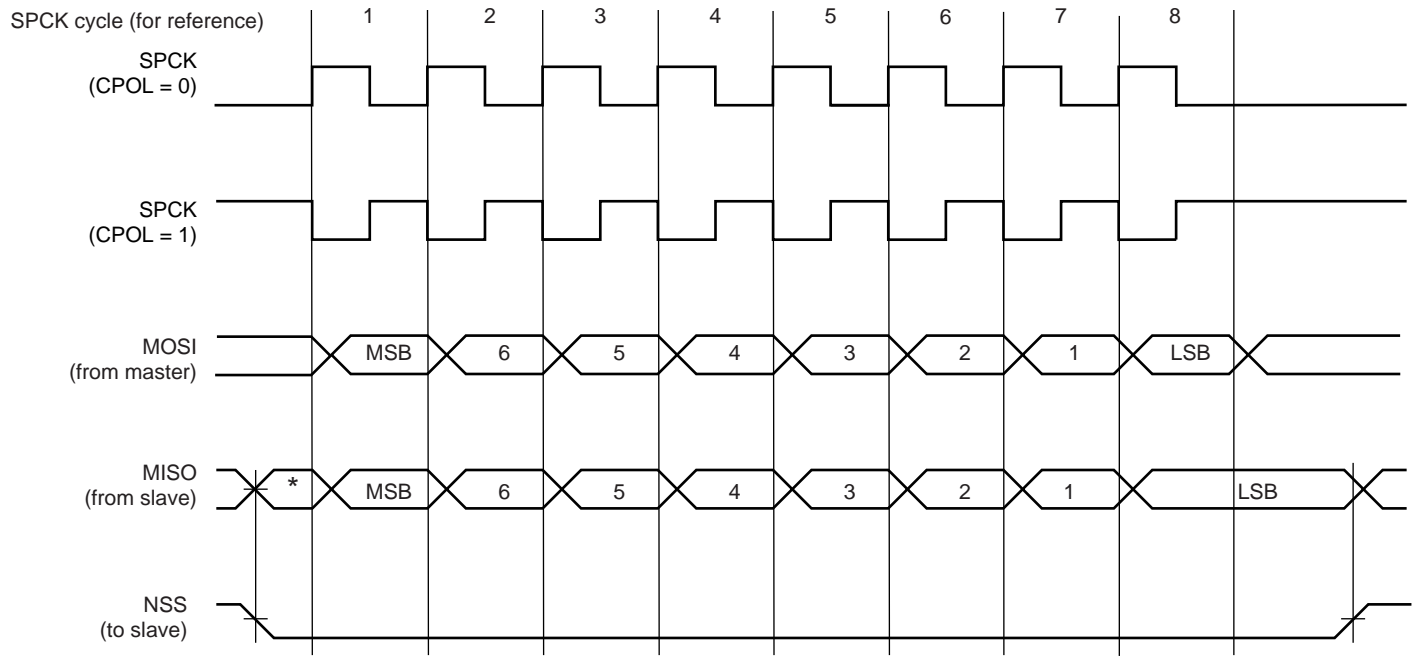 SPCK cycle (for reference) 1 2 3 4 5 6 7 8
SPCK
(CPOL = 0)
SPCK
(CPOL = 1)
MOSI
(from master)
MSB 6 5 4 3 2 1 LSB
MISO
(from slave)
* MSB 6 5 4 3 2 1 LSB
NSS
(to slave)